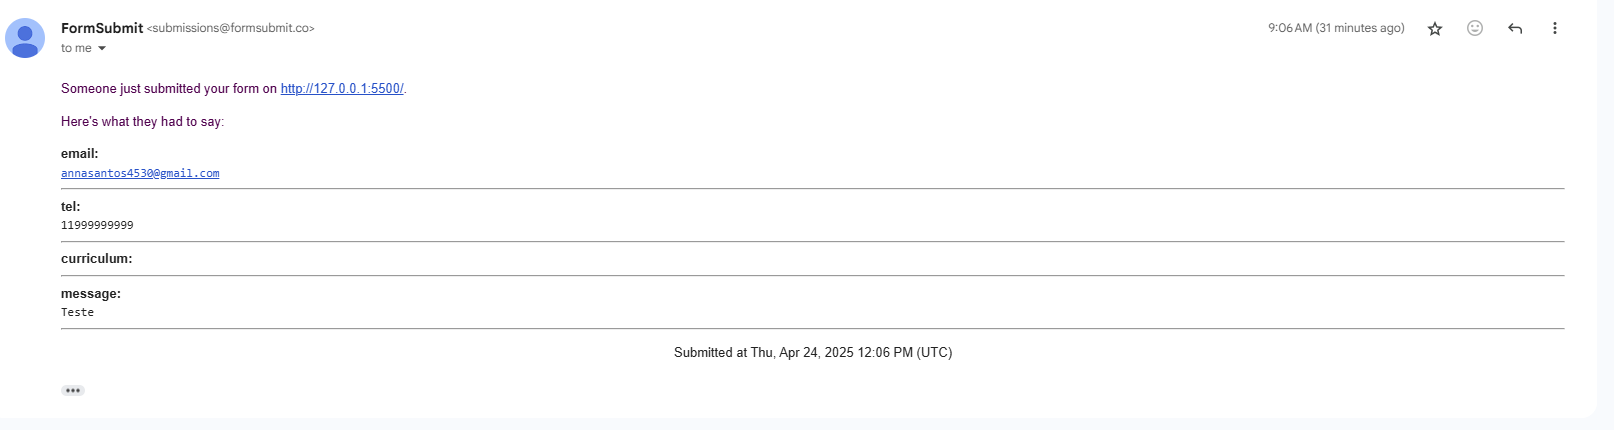 FormSubmit <submissions@formsubmit.co>
9:06 AM (31 minutes ago)
to me
Someone just submitted your form on http://127.0.0.1:5500/.
Here's what they had to say:
email:
annasantos4530@gmail.com
tel:
11999999999
curriculum:
message:
Teste
Submitted at Thu, Apr 24, 2025 12:06 PM (UTC)